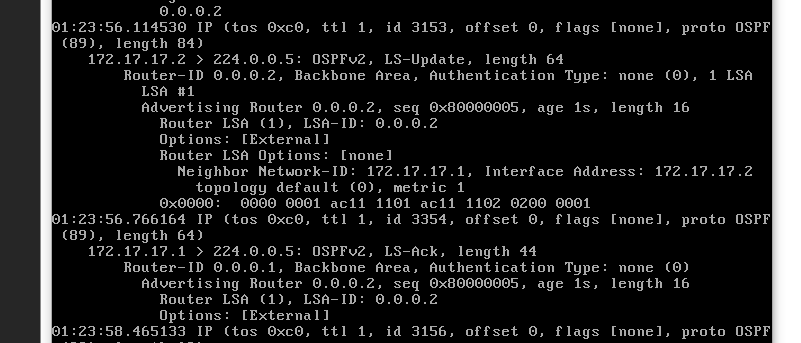 0.0.0.2
01:23:56.114530 IP (tos 0xc0, ttl 1, id 3153, offset 0, flags [none], proto OSPF
(89), length 84)
172.17.17.2 > 224.0.0.5: OSPFv2, LS-Update, length 64
Router-ID 0.0.0.2, Backbone Area, Authentication Type: none (0), 1 LSA
LSA #1
Advertising Router 0.0.0.2, seq 0x80000005, age 1s, length 16
Router LSA (1), LSA-ID: 0.0.0.2
Options: [External]
Router LSA Options: [none]
Neighbor Network-ID: 172.17.17.1, Interface Address: 172.17.17.2
topology default (0), metric 1
0x0000:  0000 0001 ac11 1101 ac11 1102 0200 0001
01:23:56.766164 IP (tos 0xc0, ttl 1, id 3354, offset 0, flags [none], proto OSPF
(89), length 64)
172.17.17.1 > 224.0.0.5: OSPFv2, LS-Ack, length 44
Router-ID 0.0.0.1, Backbone Area, Authentication Type: none (0)
Advertising Router 0.0.0.2, seq 0x80000005, age 1s, length 16
Router LSA (1), LSA-ID: 0.0.0.2
Options: [External]
01:23:58.465133 IP (tos 0xc0, ttl 1, id 3156, offset 0, flags [none], proto OSPF